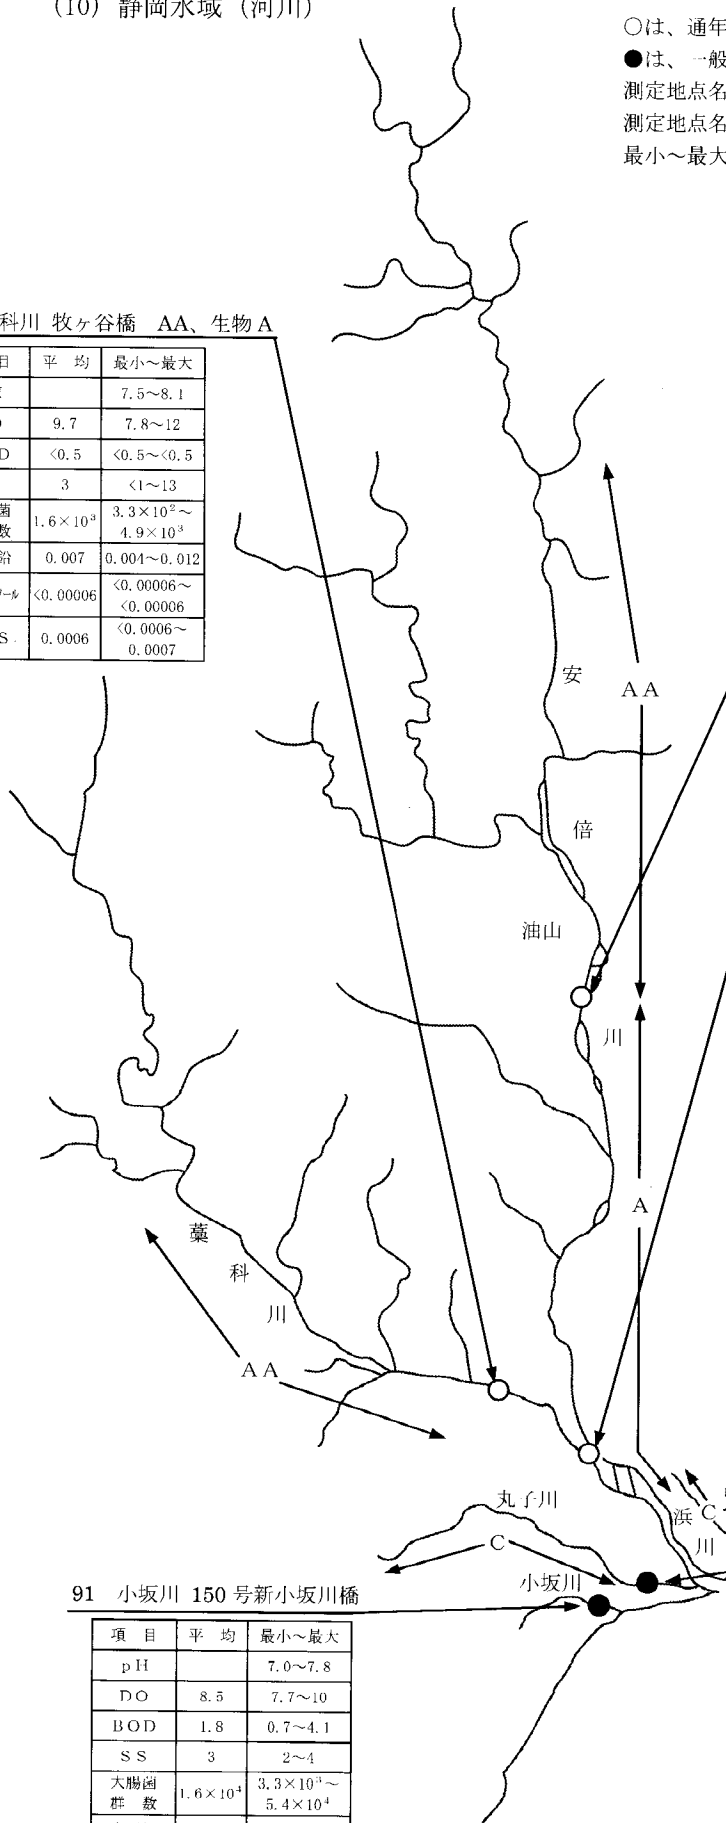 (10) 静岡水域 (河川)
○は、通年
●は、一般
測定地点名
測定地点名
最小～最大
科川 牧ヶ谷橋 AA、生物A
目 平 均 最小～最大
7.5～8.1
9.7 7.8～12
D <0.5 <0.5～<0.5
3 <1～13
菌
数 1.6×10³ 3.3×10²～
4.9×10³
鉛 0.007 0.004～0.012
ール <0.00006 <0.00006～
<0.00006
S 0.0006 <0.0006～
0.0007
安
倍
川
AA
油山
A
藁
科
川
AA
丸子川
C
浜
川
C
小坂川
91 小坂川 150号新小坂川橋
項 目 平 均 最小～最大
pH 7.0～7.8
DO 8.5 7.7～10
BOD 1.8 0.7～4.1
SS 3 2～4
大腸菌
群 数 1.6×10⁴ 3.3×10³～
5.4×10⁴